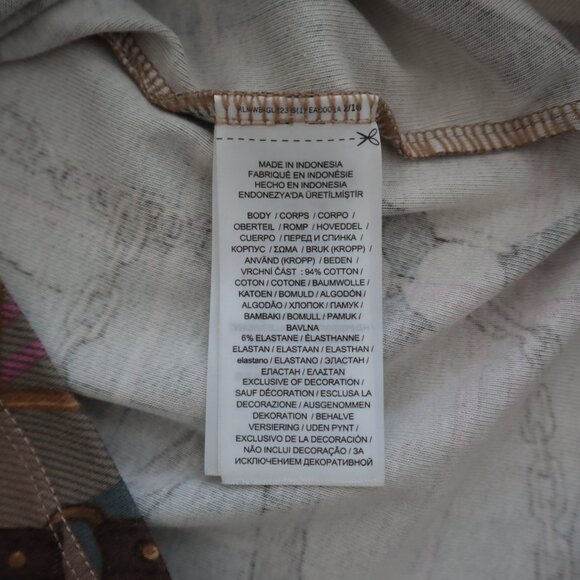 MADE IN INDONESIA
FABRIQUÉ EN INDONÉSIE
HECHO EN INDONESIA
ENDONEZYA'DA ÜRETİLMİŞTİR
BODY / CORPS / CORPO /
OBERTEIL / ROMP / HOVEDDEL /
CUERPO / ПЕРЕД И СПИНКА /
КОРПУС / ΣΩΜΑ / BRUK (KROPP) /
ANVÄND (KROPP) / BEDEN /
VRCHNÍ ČÁST : 94% COTTON /
COTON / COTONE / BAUMWOLLE /
KATOEN / BOMULD / ALGODÓN /
ALGODÃO / ХЛОПОК / ПАМУК /
BAMBAKI / BOMULL / PAMUK /
BAVLNA
6% ELASTANE / ÉLASTHANNE /
ELASTAN / ELASTAAN / ELASTHAN /
elastano / ELASTANO / ЭЛАСТАН /
ЕЛАСТАН / ΕΛΑΣΤΑΝ
EXCLUSIVE OF DECORATION /
SAUF DÉCORATION / ESCLUSA LA
DECORAZIONE / AUSGENOMMEN
DEKORATION / BEHALVE
VERSIERING / UDEN PYNT /
EXCLUSIVO DE LA DECORACIÓN /
NÃO INCLUI DECORAÇÃO / ЗА
ИСКЛЮЧЕНИЕМ ДЕКОРАТИВНОЙ